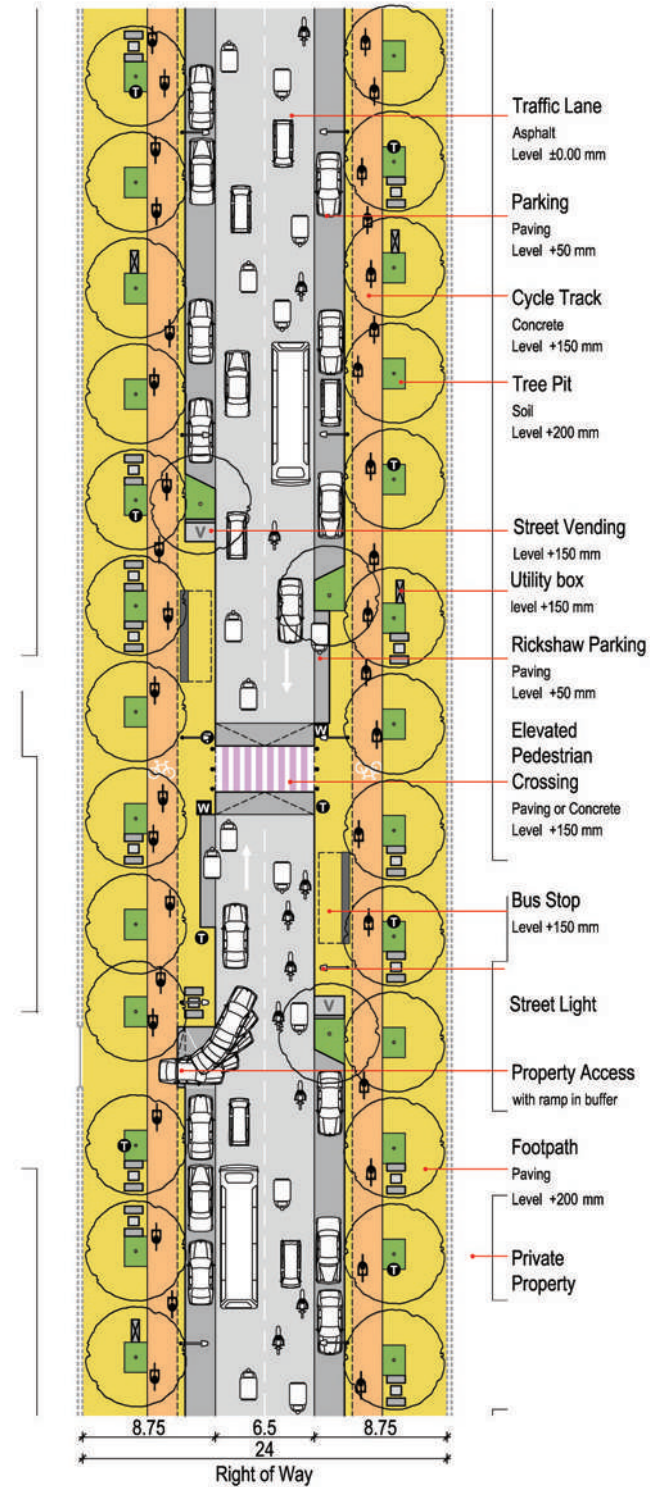 Traffic Lane
Asphalt
Level ±0.00 mm
Parking
Paving
Level +50 mm
Cycle Track
Concrete
Level +150 mm
Tree Pit
Soil
Level +200 mm
Street Vending
Level +150 mm
Utility box
level +150 mm
Rickshaw Parking
Paving
Level +50 mm
Elevated
Pedestrian
Crossing
Paving or Concrete
Level +150 mm
Bus Stop
Level +150 mm
Street Light
Property Access
with ramp in buffer
Footpath
Paving
Level +200 mm
Private
Property
T
T
T
T
V
W
T
W
T
T
T
V
T
T
8.75 6.5 8.75
24
Right of Way